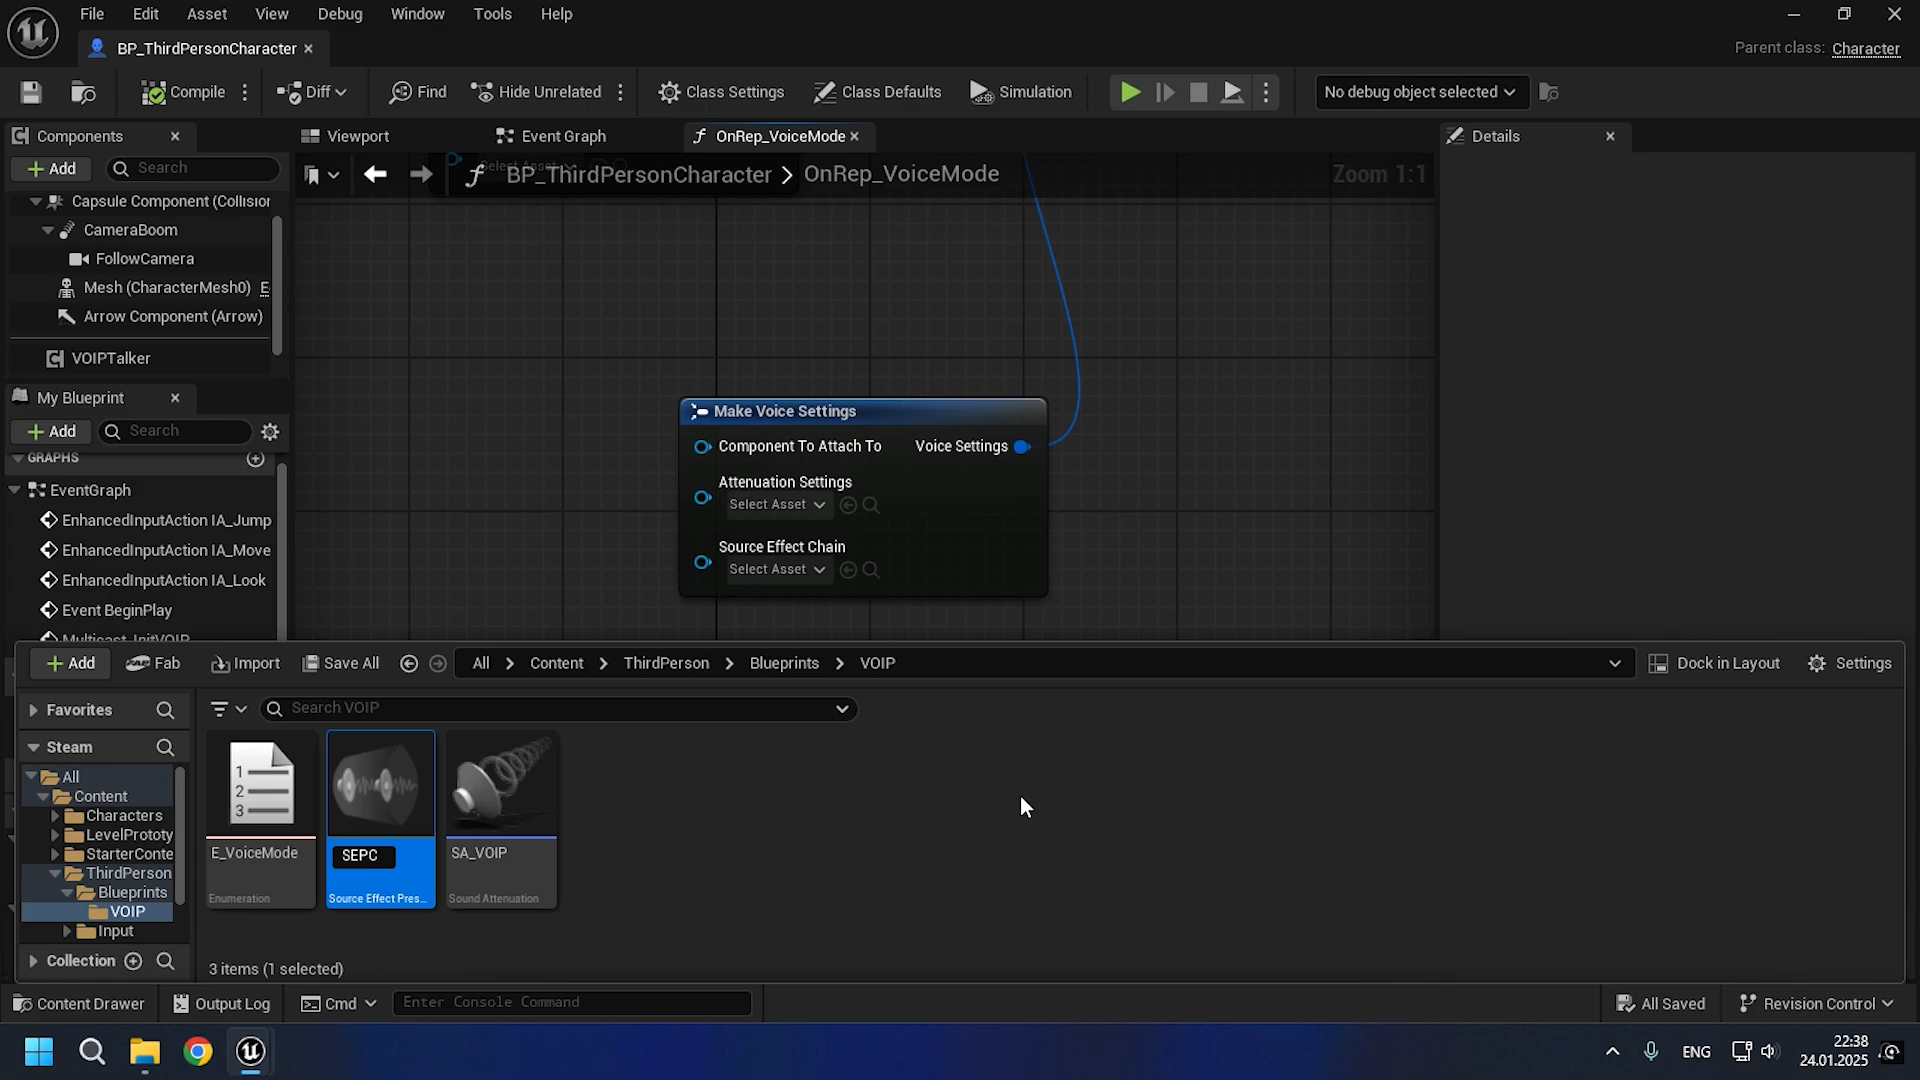 File Edit Asset View Debug Window Tools Help
BP_ThirdPersonCharacter
Parent class: Character
Compile Diff Find Hide Unrelated Class Settings Class Defaults Simulation No debug object selected
Components Viewport Event Graph OnRep_VoiceMode Details
Add Search
Select Asset
BP_ThirdPersonCharacter > OnRep_VoiceMode Zoom 1:1
Capsule Component (Collision
CameraBoom
FollowCamera
Mesh (CharacterMesh0) E
Arrow Component (Arrow)
VOIPTalker
My Blueprint
Add Search
GRAPHS
EventGraph
EnhancedInputAction IA_Jump
EnhancedInputAction IA_Move
EnhancedInputAction IA_Look
Event BeginPlay
Multicast_InitVOIP
Make Voice Settings
Component To Attach To Voice Settings
Attenuation Settings
Select Asset
Source Effect Chain
Select Asset
Add Fab Import Save All All > Content > ThirdPerson > Blueprints > VOIP Dock in Layout Settings
Favorites
Search VOIP
Steam
All
Content
Characters
LevelPrototy
StarterConte
ThirdPerson
Blueprints
VOIP
Input
Collection
1
2
3
E_VoiceMode
Enumeration
SEPC
Source Effect Pres...
SA_VOIP
Sound Attenuation
3 items (1 selected)
Content Drawer Output Log Cmd Enter Console Command All Saved Revision Control
ENG
22:38
24.01.2025